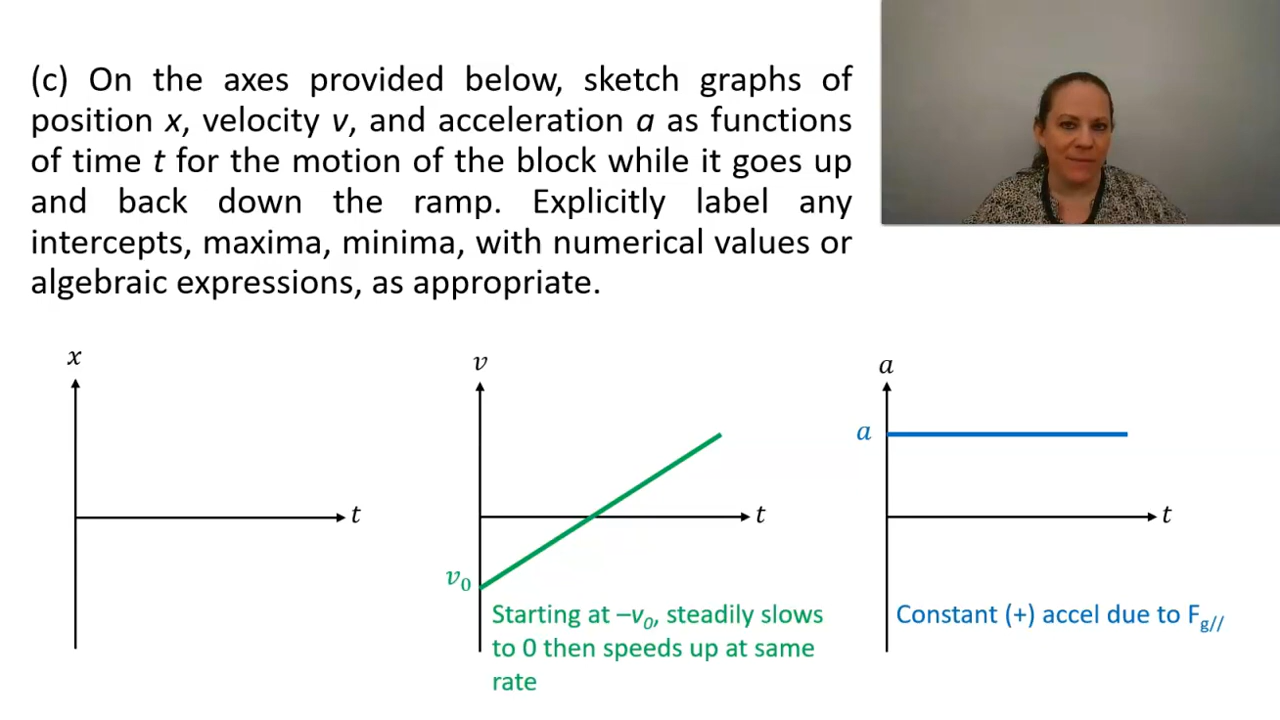 (c) On the axes provided below, sketch graphs of
position x, velocity v, and acceleration a as functions
of time t for the motion of the block while it goes up
and back down the ramp. Explicitly label any
intercepts, maxima, minima, with numerical values or
algebraic expressions, as appropriate.
x
t
v
t
v₀
Starting at –v₀, steadily slows
to 0 then speeds up at same
rate
a
a
t
Constant (+) accel due to Fg//